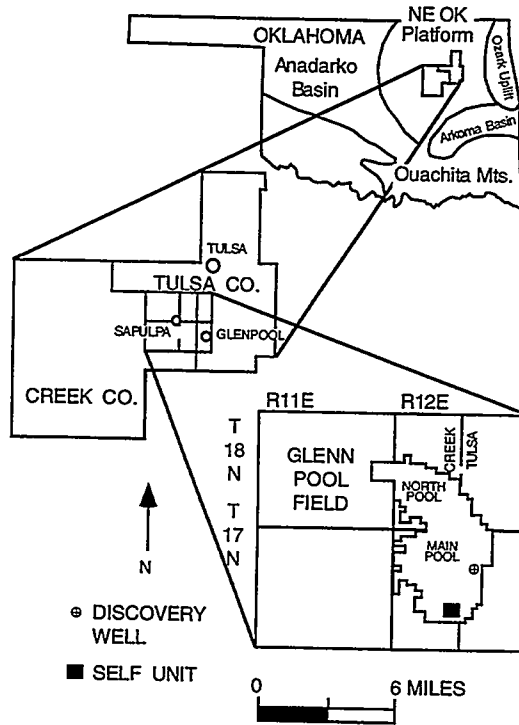 NE OK
OKLAHOMA
Platform
Anadarko
Basin
Ozark Uplift
Arkoma Basin
Ouachita Mts.
TULSA
TULSA CO.
SAPULPA
GLENPOOL
CREEK CO.
R11E R12E
T
18
N
T
17
N
GLENN
POOL
FIELD
CREEK
TULSA
NORTH
POOL
MAIN
POOL
N
DISCOVERY
WELL
SELF UNIT
0 6 MILES